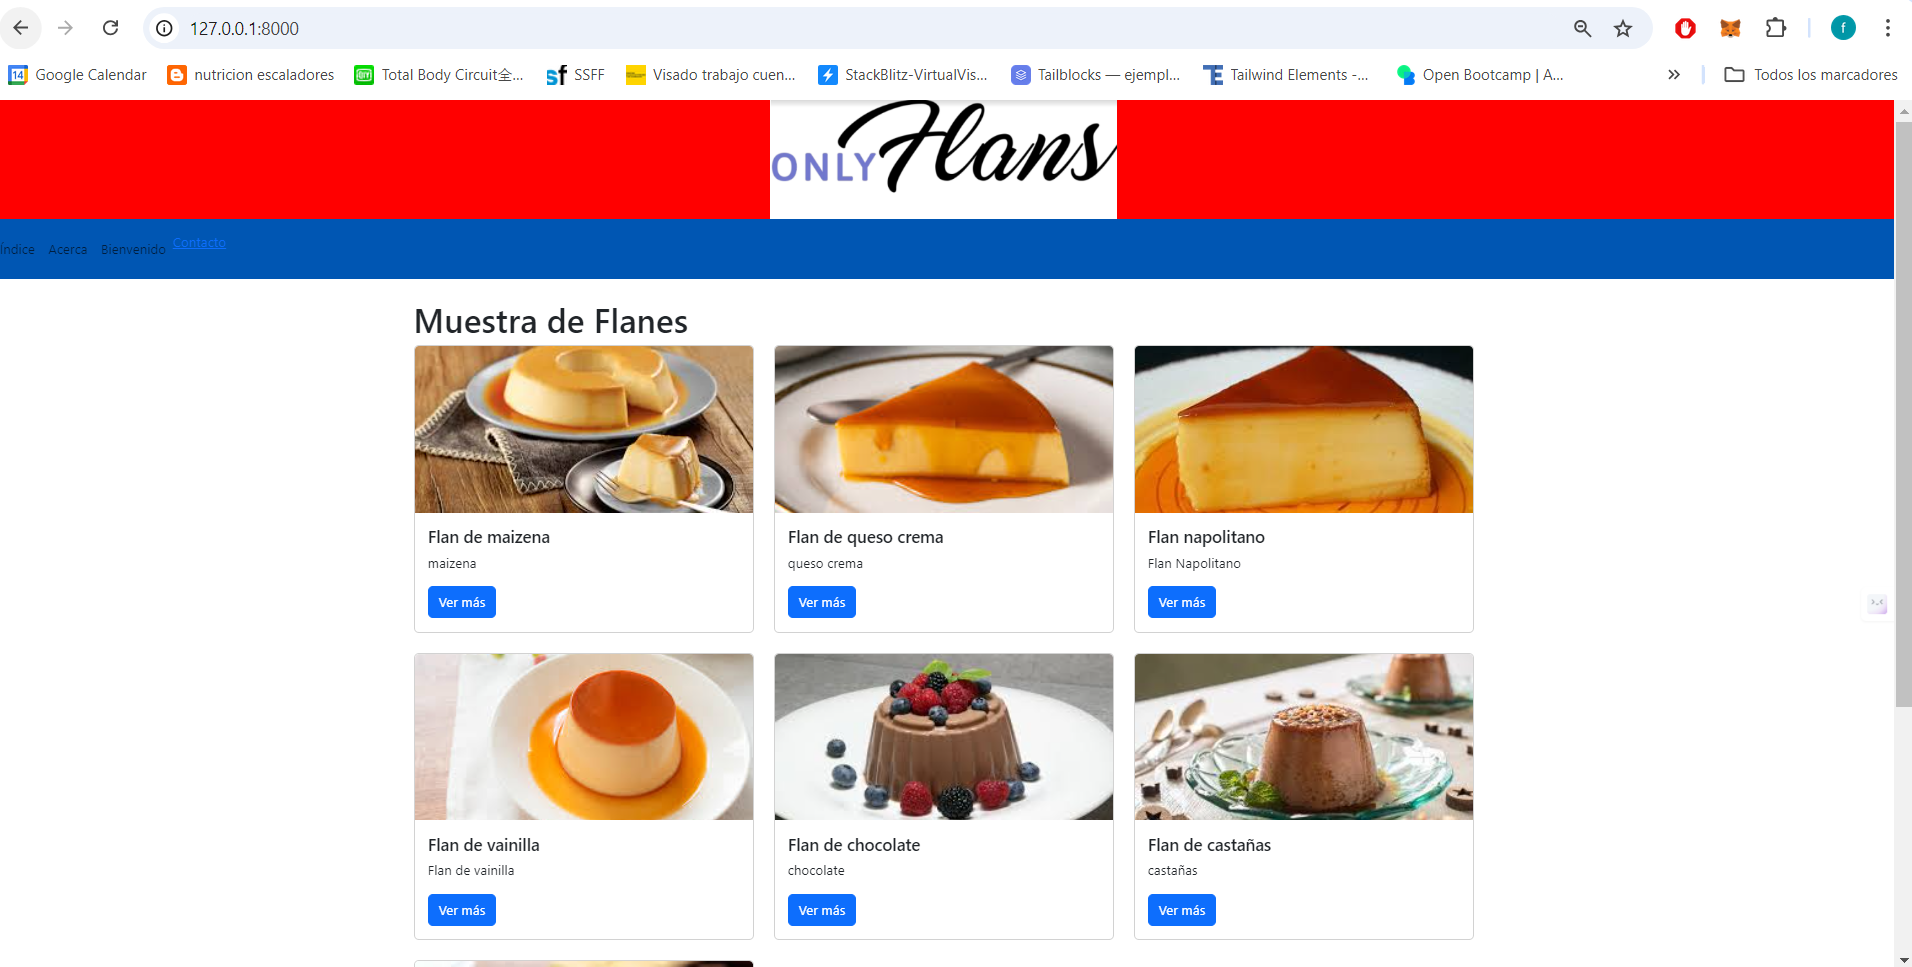 127.0.0.1:8000
f
14 Google Calendar nutricion escaladores Total Body Circuit全... SSFF Visado trabajo cuen... StackBlitz-VirtualVis... Tailblocks — ejempl... Tailwind Elements -... Open Bootcamp | A... » Todos los marcadores
ONLY Flans
Índice Acerca Bienvenido Contacto
Muestra de Flanes
Flan de maizena Flan de queso crema Flan napolitano
maizena queso crema Flan Napolitano
Ver más Ver más Ver más
Flan de vainilla Flan de chocolate Flan de castañas
Flan de vainilla chocolate castañas
Ver más Ver más Ver más